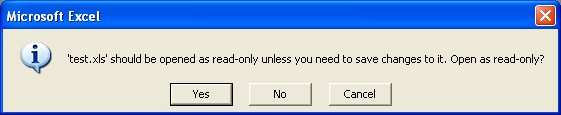 Microsoft Excel
'test.xls' should be opened as read-only unless you need to save changes to it. Open as read-only?
Yes No Cancel